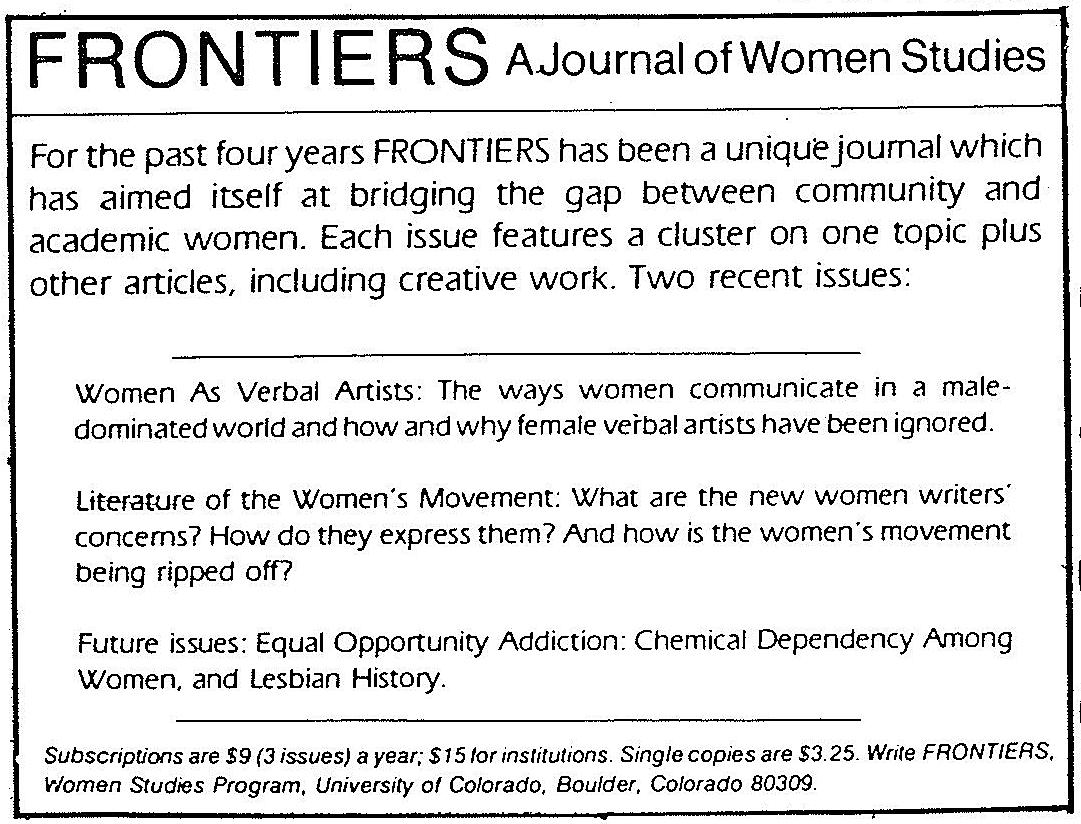 FRONTIERS A Journal of Women Studies
For the past four years FRONTIERS has been a unique journal which
has aimed itself at bridging the gap between community and
academic women. Each issue features a cluster on one topic plus
other articles, including creative work. Two recent issues:
Women As Verbal Artists: The ways women communicate in a male-
dominated world and how and why female verbal artists have been ignored.
Literature of the Women's Movement: What are the new women writers'
concerns? How do they express them? And how is the women's movement
being ripped off?
Future issues: Equal Opportunity Addiction: Chemical Dependency Among
Women, and Lesbian History.
Subscriptions are $9 (3 issues) a year; $15 for institutions. Single copies are $3.25. Write FRONTIERS,
Women Studies Program, University of Colorado, Boulder, Colorado 80309.